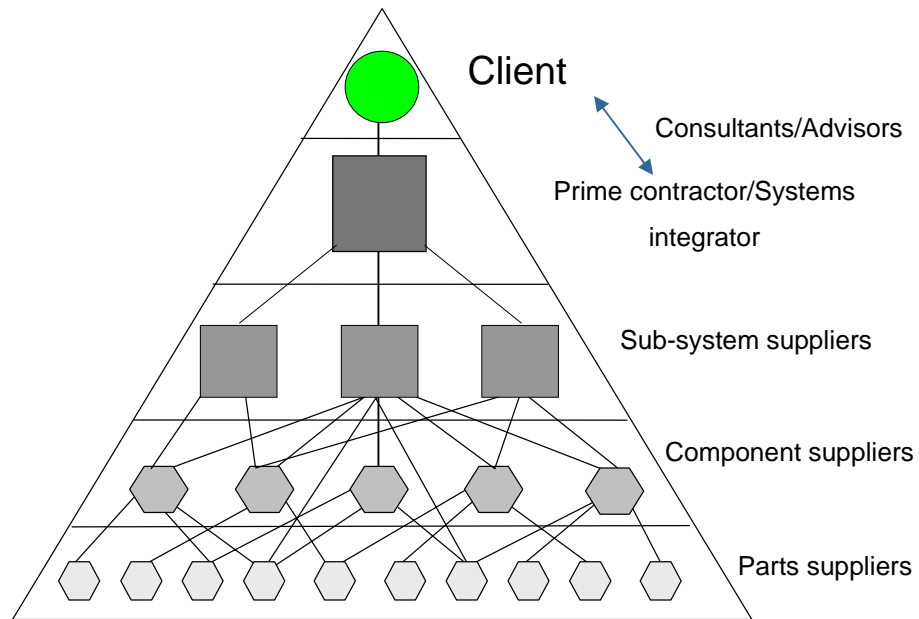 Client
Consultants/Advisors
Prime contractor/Systems
integrator
Sub-system suppliers
Component suppliers
Parts suppliers